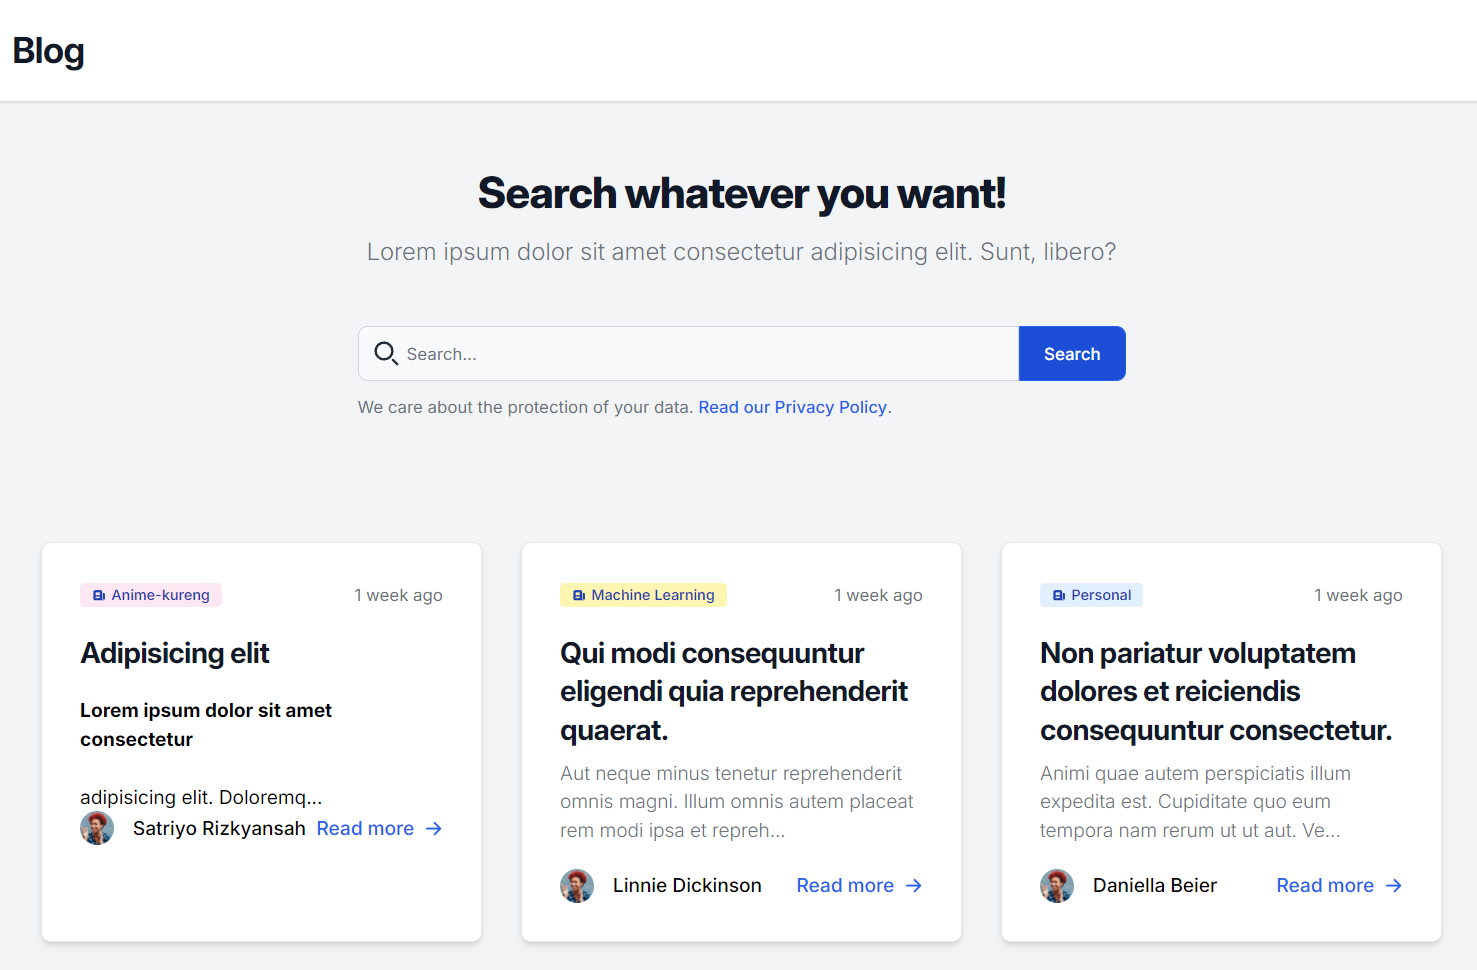 Blog
Search whatever you want!
Lorem ipsum dolor sit amet consectetur adipisicing elit. Sunt, libero?
Search...
Search
We care about the protection of your data. Read our Privacy Policy.
Anime-kureng
1 week ago
Adipisicing elit
Lorem ipsum dolor sit amet
consectetur
adipisicing elit. Doloremq...
Satriyo Rizkyansah
Read more
Machine Learning
1 week ago
Qui modi consequuntur
eligendi quia reprehenderit
quaerat.
Aut neque minus tenetur reprehenderit
omnis magni. Illum omnis autem placeat
rem modi ipsa et repreh...
Linnie Dickinson
Read more
Personal
1 week ago
Non pariatur voluptatem
dolores et reiciendis
consequuntur consectetur.
Animi quae autem perspiciatis illum
expedita est. Cupiditate quo eum
tempora nam rerum ut ut aut. Ve...
Daniella Beier
Read more